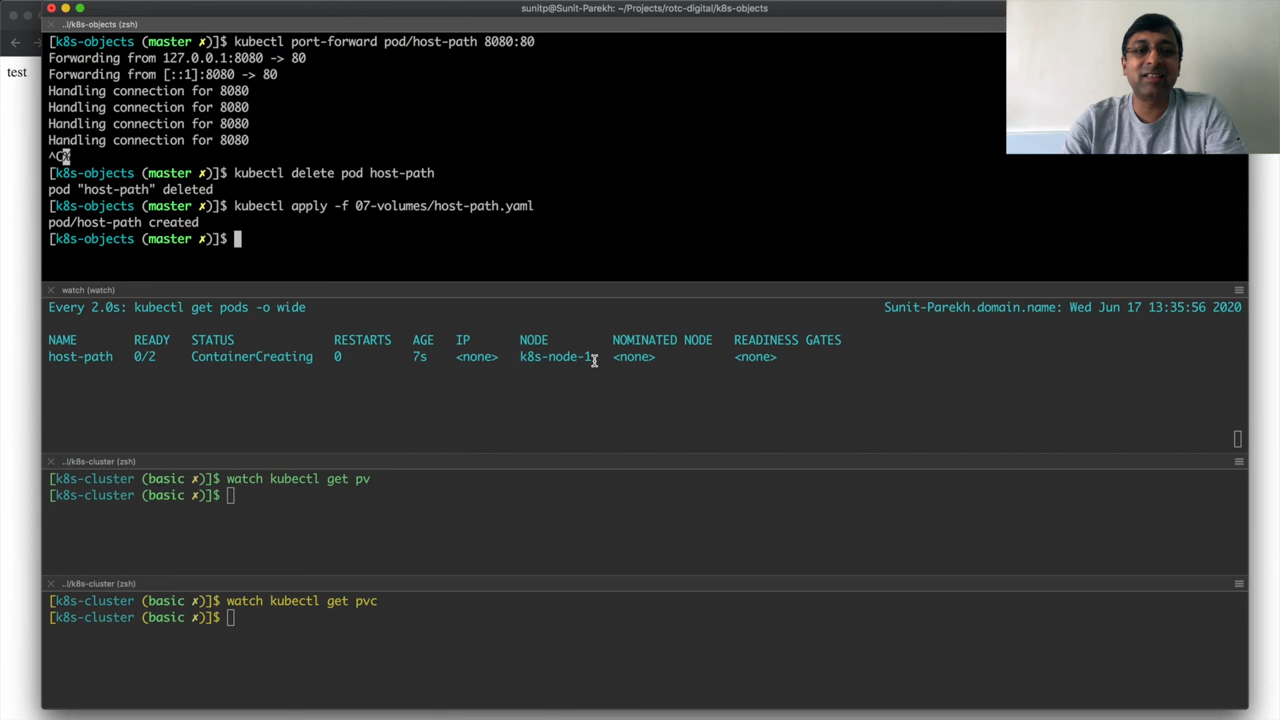 sunitp@Sunit-Parekh: ~/Projects/rotc-digital/k8s-objects
../k8s-objects (zsh)
test
[k8s-objects (master ✗)]$ kubectl port-forward pod/host-path 8080:80
Forwarding from 127.0.0.1:8080 -> 80
Forwarding from [::1]:8080 -> 80
Handling connection for 8080
Handling connection for 8080
Handling connection for 8080
Handling connection for 8080
^C%
[k8s-objects (master ✗)]$ kubectl delete pod host-path
pod "host-path" deleted
[k8s-objects (master ✗)]$ kubectl apply -f 07-volumes/host-path.yaml
pod/host-path created
[k8s-objects (master ✗)]$
watch (watch)
Every 2.0s: kubectl get pods -o wide Sunit-Parekh.domain.name: Wed Jun 17 13:35:56 2020
NAME READY STATUS RESTARTS AGE IP NODE NOMINATED NODE READINESS GATES
host-path 0/2 ContainerCreating 0 7s <none> k8s-node-1 <none> <none>
../k8s-cluster (zsh)
[k8s-cluster (basic ✗)]$ watch kubectl get pv
[k8s-cluster (basic ✗)]$
../k8s-cluster (zsh)
[k8s-cluster (basic ✗)]$ watch kubectl get pvc
[k8s-cluster (basic ✗)]$